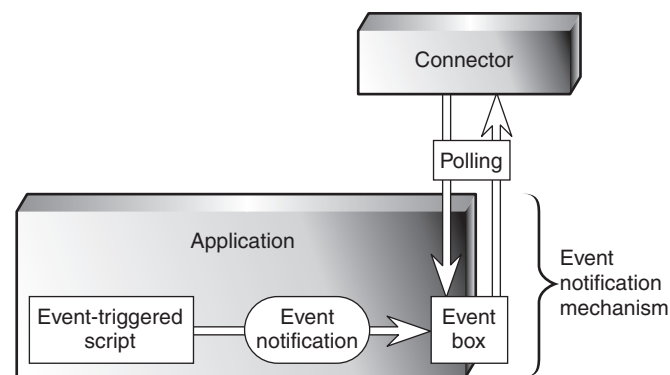 Connector
Polling
Application
Event
notification
mechanism
Event-triggered
script
Event
notification
Event
box